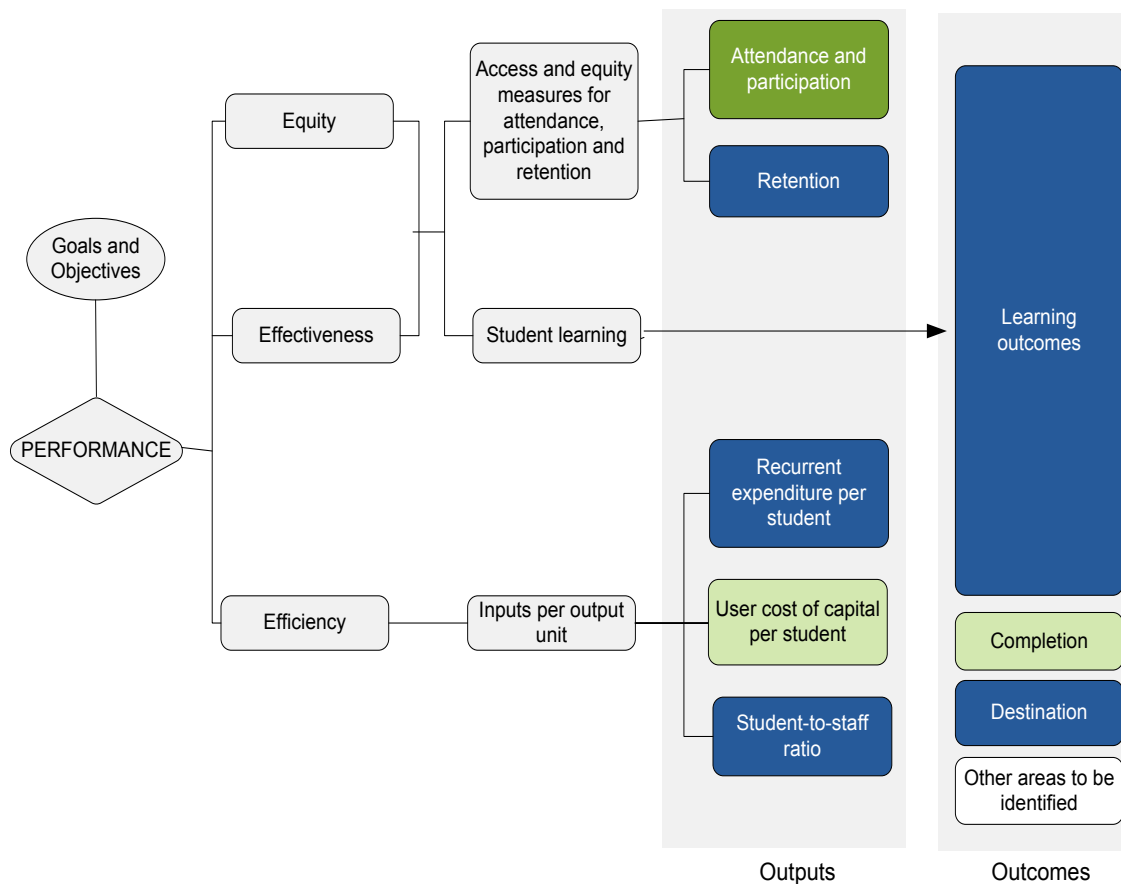 Goals and
Objectives
PERFORMANCE
Equity
Effectiveness
Efficiency
Access and equity
measures for
attendance,
participation and
retention
Student learning
Inputs per output
unit
Attendance and
participation
Retention
Recurrent
expenditure per
student
User cost of capital
per student
Student-to-staff
ratio
Outputs
Learning
outcomes
Completion
Destination
Other areas to be
identified
Outcomes